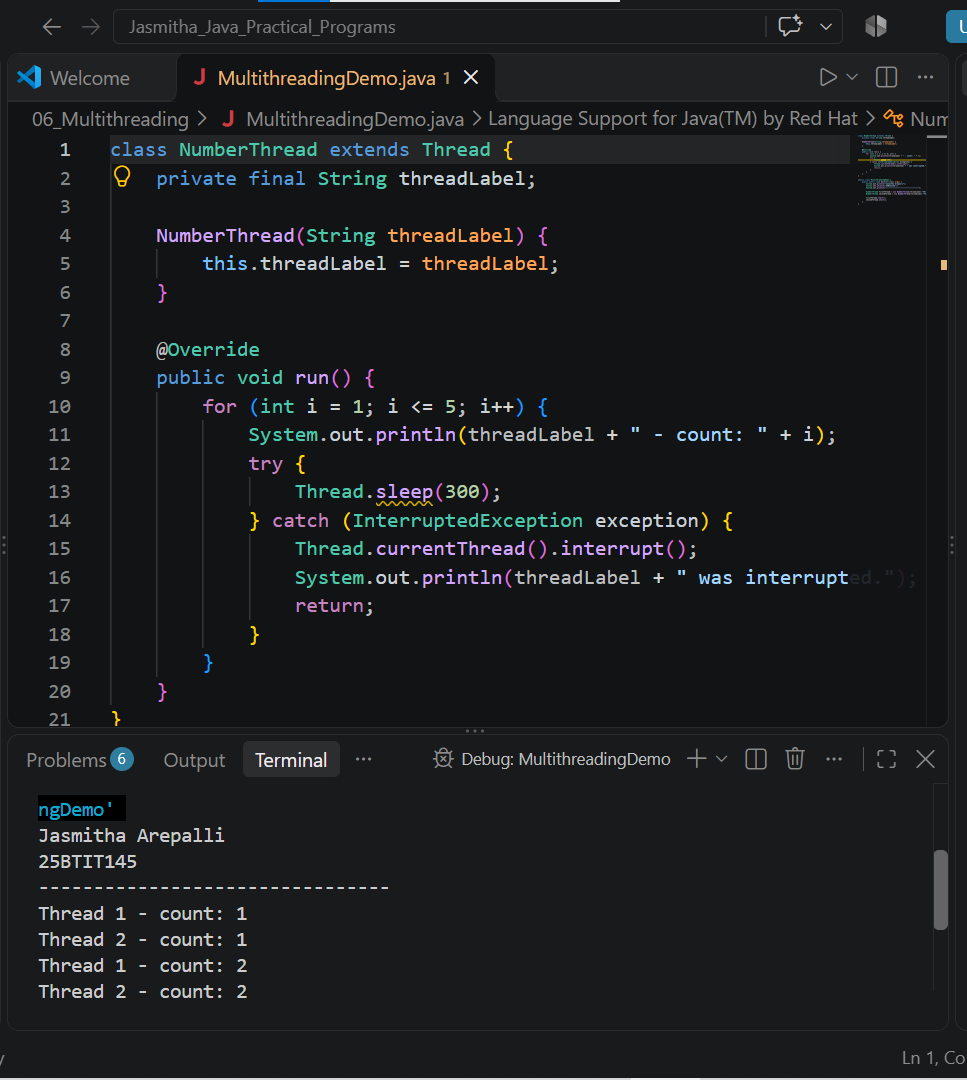 Jasmitha_Java_Practical_Programs
Welcome
J MultithreadingDemo.java 1
06_Multithreading > J MultithreadingDemo.java > Language Support for Java(TM) by Red Hat > Num
1 class NumberThread extends Thread {
2     private final String threadLabel;
3
4     NumberThread(String threadLabel) {
5         this.threadLabel = threadLabel;
6     }
7
8     @Override
9     public void run() {
10         for (int i = 1; i <= 5; i++) {
11             System.out.println(threadLabel + " - count: " + i);
12             try {
13                 Thread.sleep(300);
14             } catch (InterruptedException exception) {
15                 Thread.currentThread().interrupt();
16                 System.out.println(threadLabel + " was interrupted.");
17                 return;
18             }
19         }
20     }
21 }
Problems 6 Output Terminal ··· Debug: MultithreadingDemo
ngDemo'
Jasmitha Arepalli
25BTIT145
--------------------------------
Thread 1 - count: 1
Thread 2 - count: 1
Thread 1 - count: 2
Thread 2 - count: 2
Ln 1, Co